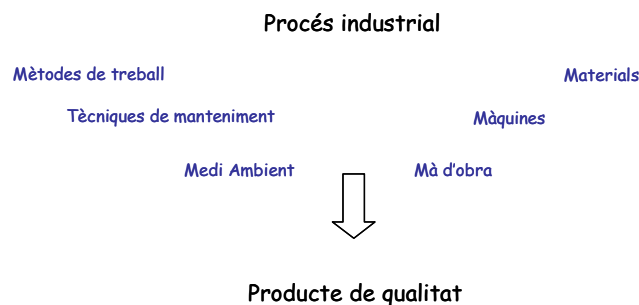 Procés industrial
Mètodes de treball
Materials
Tècniques de manteniment
Màquines
Medi Ambient
Mà d'obra
Producte de qualitat